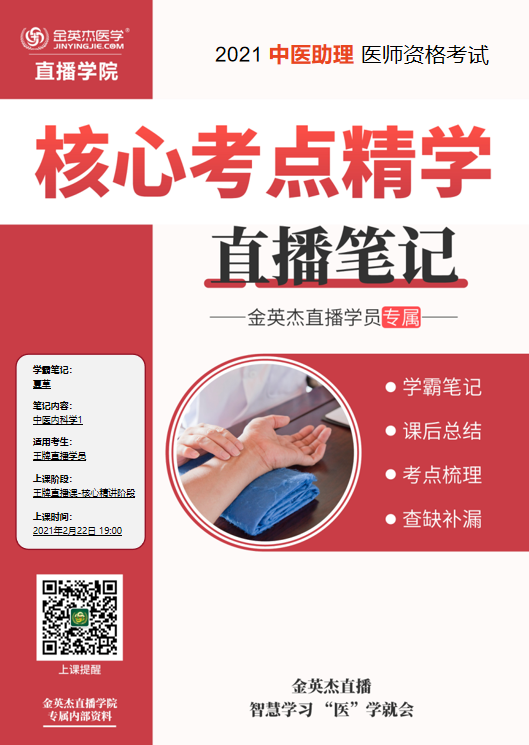 金英杰医学
JINYINGJIE.COM
直播学院
2021 中医助理 医师资格考试
核心考点精学
直播笔记
金英杰直播学员专属
学霸笔记：
夏草
笔记内容：
中医内科学1
适用考生：
王牌直播学员
上课阶段：
王牌直播课-核心精讲阶段
上课时间：
2021年2月22日 19:00
学霸笔记
课后总结
考点梳理
查缺补漏
上课提醒
金英杰直播学院
专属内部资料
金英杰直播
智慧学习 “医” 学就会